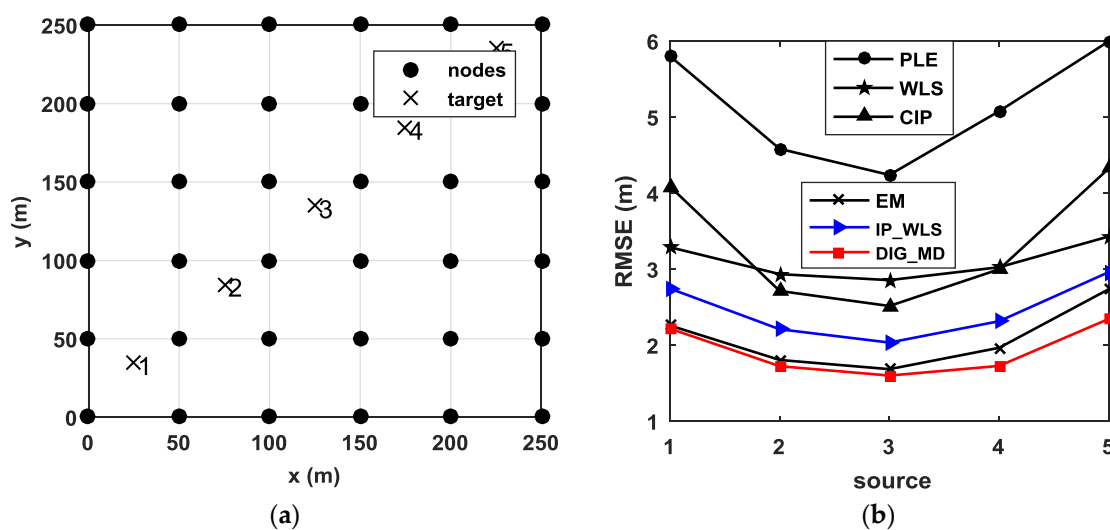 250
200
150
100
50
0
y (m)
0
50
100
150
200
250
x (m)
nodes
target
5
4
3
2
1
(a)
6
5
4
3
2
1
RMSE (m)
1
2
3
4
5
source
PLE
WLS
CIP
EM
IP_WLS
DIG_MD
(b)